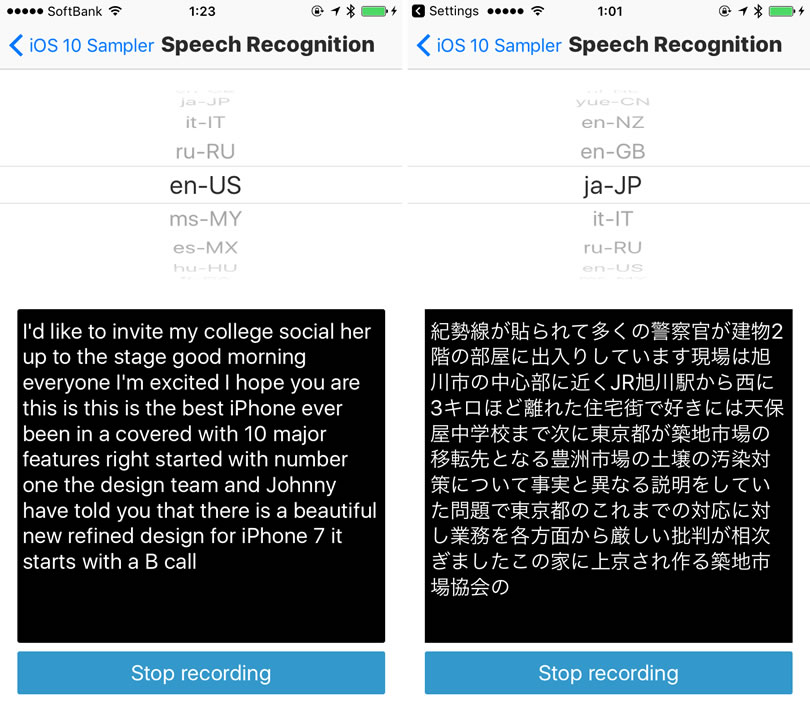 SoftBank 1:23
iOS 10 Sampler Speech Recognition
ja-JP
it-IT
ru-RU
en-US
ms-MY
es-MX
hu-HU
I'd like to invite my college social her
up to the stage good morning
everyone I'm excited I hope you are
this is this is the best iPhone ever
been in a covered with 10 major
features right started with number
one the design team and Johnny
have told you that there is a beautiful
new refined design for iPhone 7 it
starts with a B call
Stop recording
Settings 1:01
iOS 10 Sampler Speech Recognition
yue-CN
en-NZ
en-GB
ja-JP
it-IT
ru-RU
en-US
紀勢線が貼られて多くの警察官が建物2
階の部屋に出入りしています現場は旭
川市の中心部に近くJR旭川駅から西に
3キロほど離れた住宅街で好きには天保
屋中学校まで次に東京都が築地市場の
移転先となる豊洲市場の土壌の汚染対
策について事実と異なる説明をしてい
た問題で東京都のこれまでの対応に対
し業務を各方面から厳しい批判が相次
ぎましたこの家に上京され作る築地市
場協会の
Stop recording